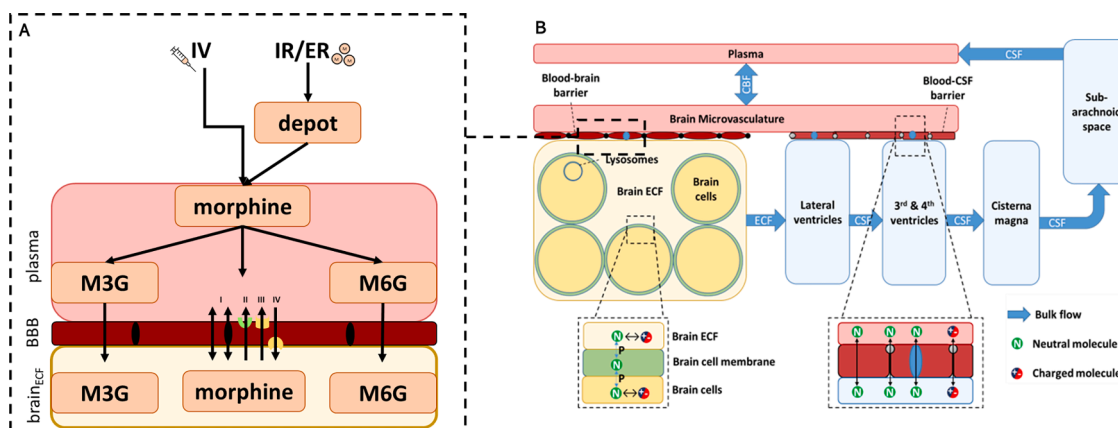 A
IV
IR/ER
M
M
M
depot
morphine
M3G
M6G
plasma
I
II
III
IV
BBB
M3G
morphine
M6G
brainECF
B
Plasma
CSF
Blood-brain
barrier
CBF
Blood-CSF
barrier
Brain Microvasculature
Sub-
arachnoid
space
Lysosomes
Brain ECF
Brain
cells
ECF
Lateral
ventricles
CSF
3rd & 4th
ventricles
CSF
Cisterna
magna
CSF
Bulk flow
N Neutral molecule
Charged molecule
N
Brain ECF
P
N
Brain cell membrane
P
N
Brain cells
N N N
N N N